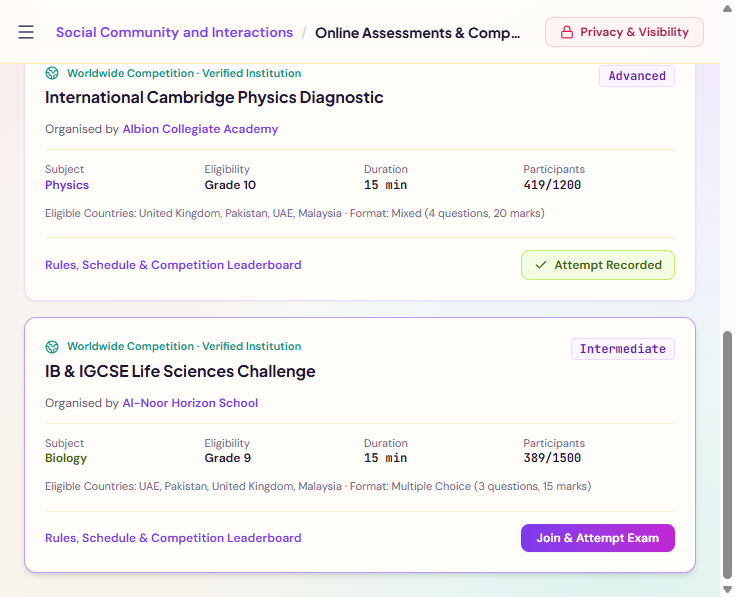 Social Community and Interactions / Online Assessments & Comp...
Privacy & Visibility
Worldwide Competition · Verified Institution
Advanced
International Cambridge Physics Diagnostic
Organised by Albion Collegiate Academy
Subject Eligibility Duration Participants
Physics Grade 10 15 min 419/1200
Eligible Countries: United Kingdom, Pakistan, UAE, Malaysia · Format: Mixed (4 questions, 20 marks)
Rules, Schedule & Competition Leaderboard
Attempt Recorded
Worldwide Competition · Verified Institution
Intermediate
IB & IGCSE Life Sciences Challenge
Organised by Al-Noor Horizon School
Subject Eligibility Duration Participants
Biology Grade 9 15 min 389/1500
Eligible Countries: UAE, Pakistan, United Kingdom, Malaysia · Format: Multiple Choice (3 questions, 15 marks)
Rules, Schedule & Competition Leaderboard
Join & Attempt Exam